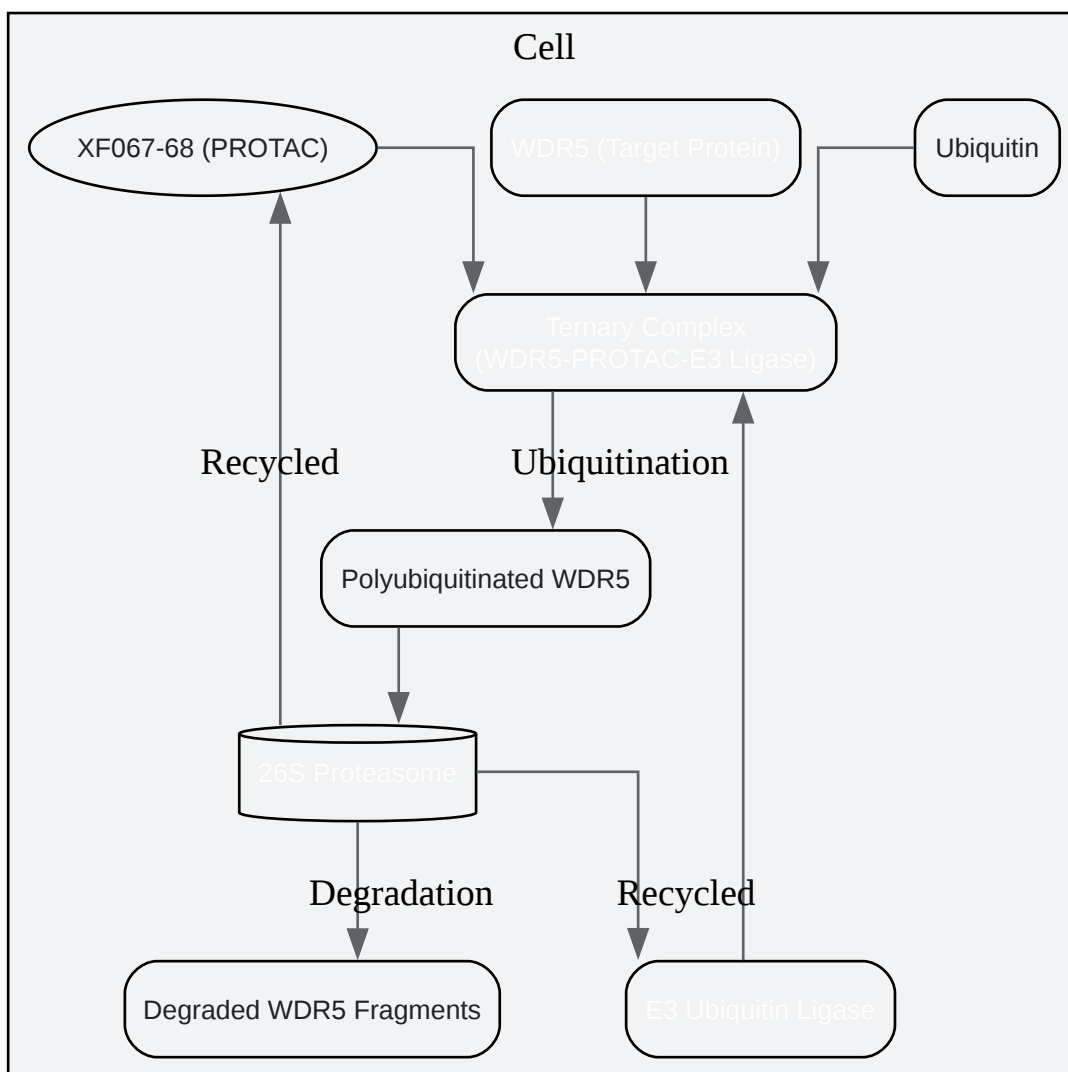 Cell
XF067-68 (PROTAC)
WDR5 (Target Protein)
Ubiquitin
Ternary Complex
(WDR5-PROTAC-E3 Ligase)
Recycled
Ubiquitination
Polyubiquitinated WDR5
26S Proteasome
Degradation
Recycled
Degraded WDR5 Fragments
E3 Ubiquitin Ligase